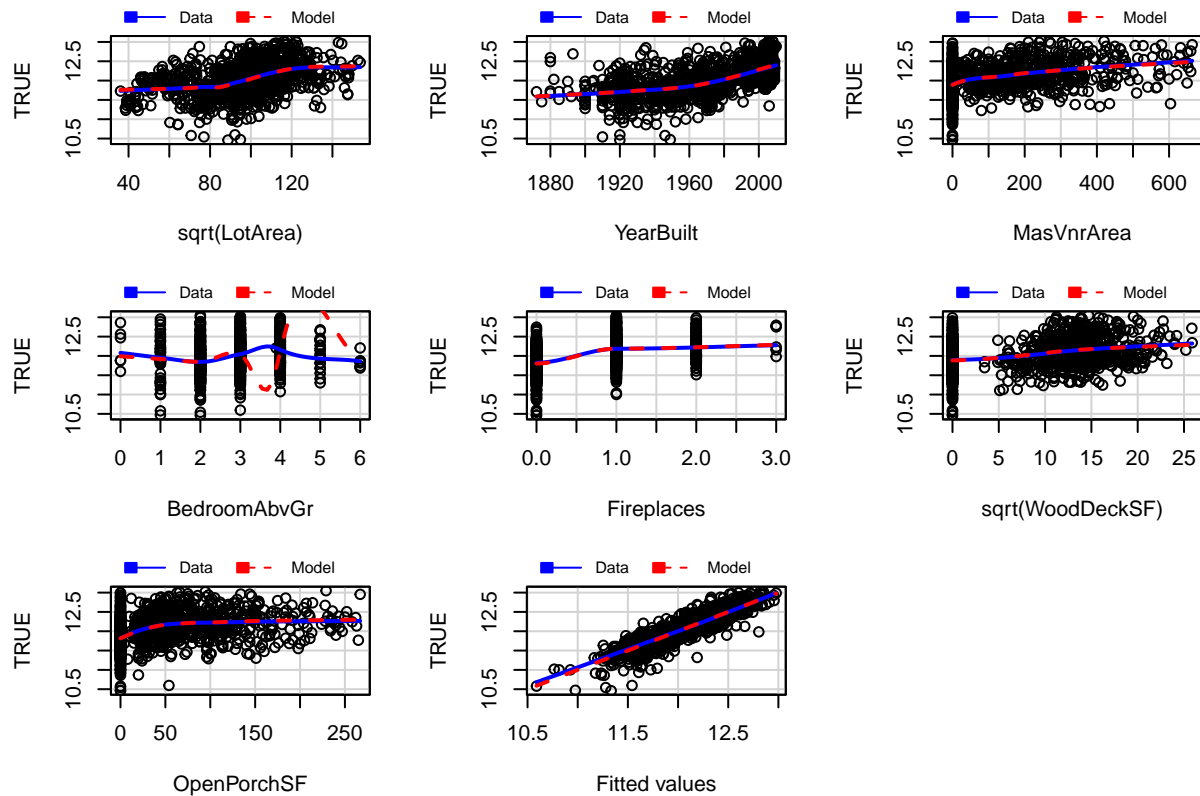 Data Model
TRUE
12.5
10.5
40 80 120
sqrt(LotArea)
Data Model
TRUE
12.5
10.5
1880 1920 1960 2000
YearBuilt
Data Model
TRUE
12.5
10.5
0 200 400 600
MasVnrArea
Data Model
TRUE
12.5
10.5
0 1 2 3 4 5 6
BedroomAbvGr
Data Model
TRUE
12.5
10.5
0.0 1.0 2.0 3.0
Fireplaces
Data Model
TRUE
12.5
10.5
0 5 10 15 20 25
sqrt(WoodDeckSF)
Data Model
TRUE
12.5
10.5
0 50 150 250
OpenPorchSF
Data Model
TRUE
12.5
10.5
10.5 11.5 12.5
Fitted values